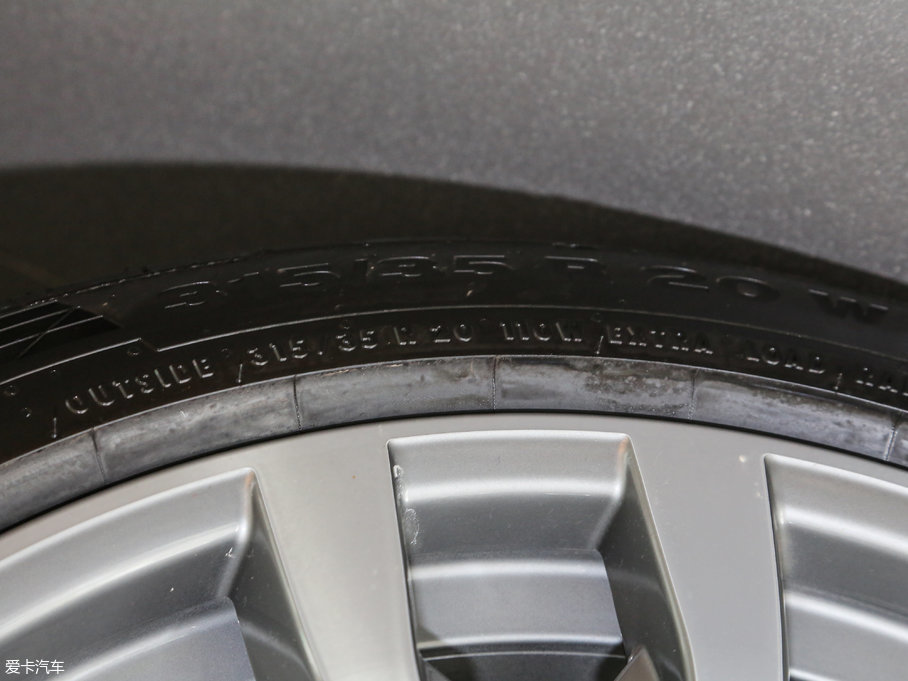 315/35 R 20 W
OUTSIDE 315/35 R 20 110W EXTRA LOAD
爱卡汽车